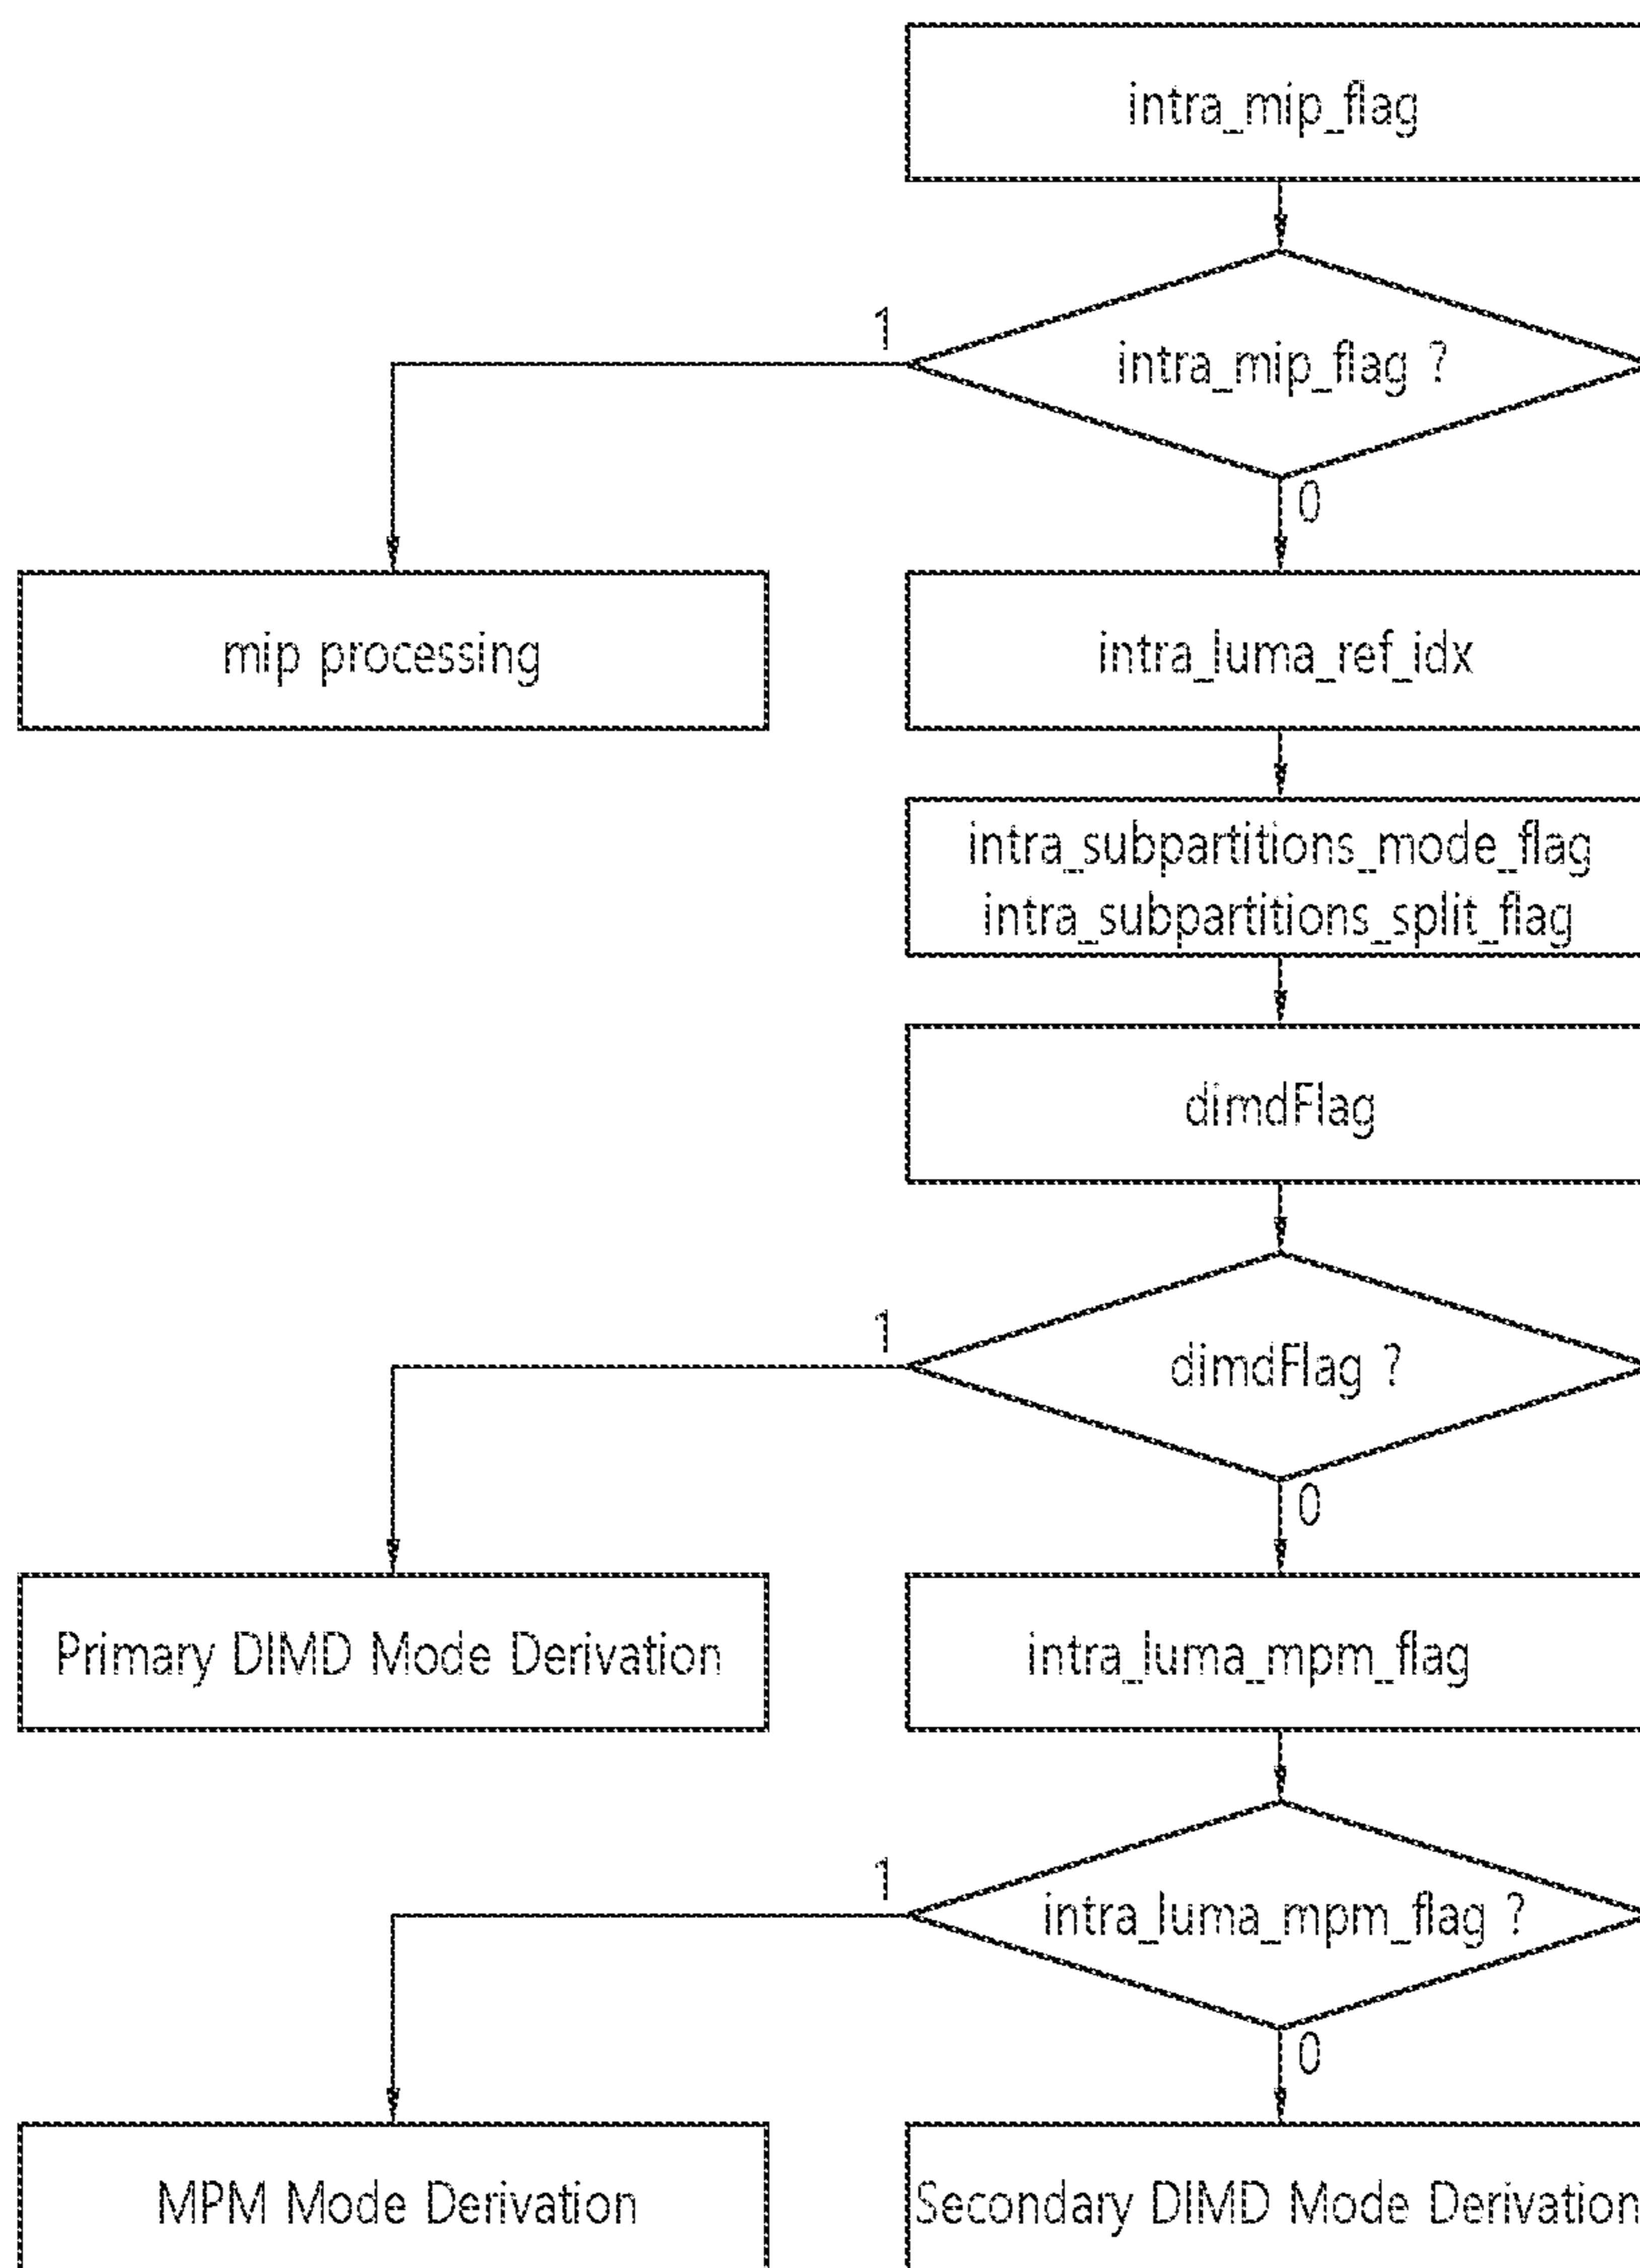 intra_mip_flag
1
intra_mip_flag ?
0
mip processing
intra_luma_ref_idx
intra_subpartitions_mode_flag
intra_subpartitions_split_flag
dimdFlag
1
dimdFlag ?
0
Primary DIMD Mode Derivation
intra_luma_mpm_flag
1
intra_luma_mpm_flag ?
0
MPM Mode Derivation
Secondary DIMD Mode Derivation